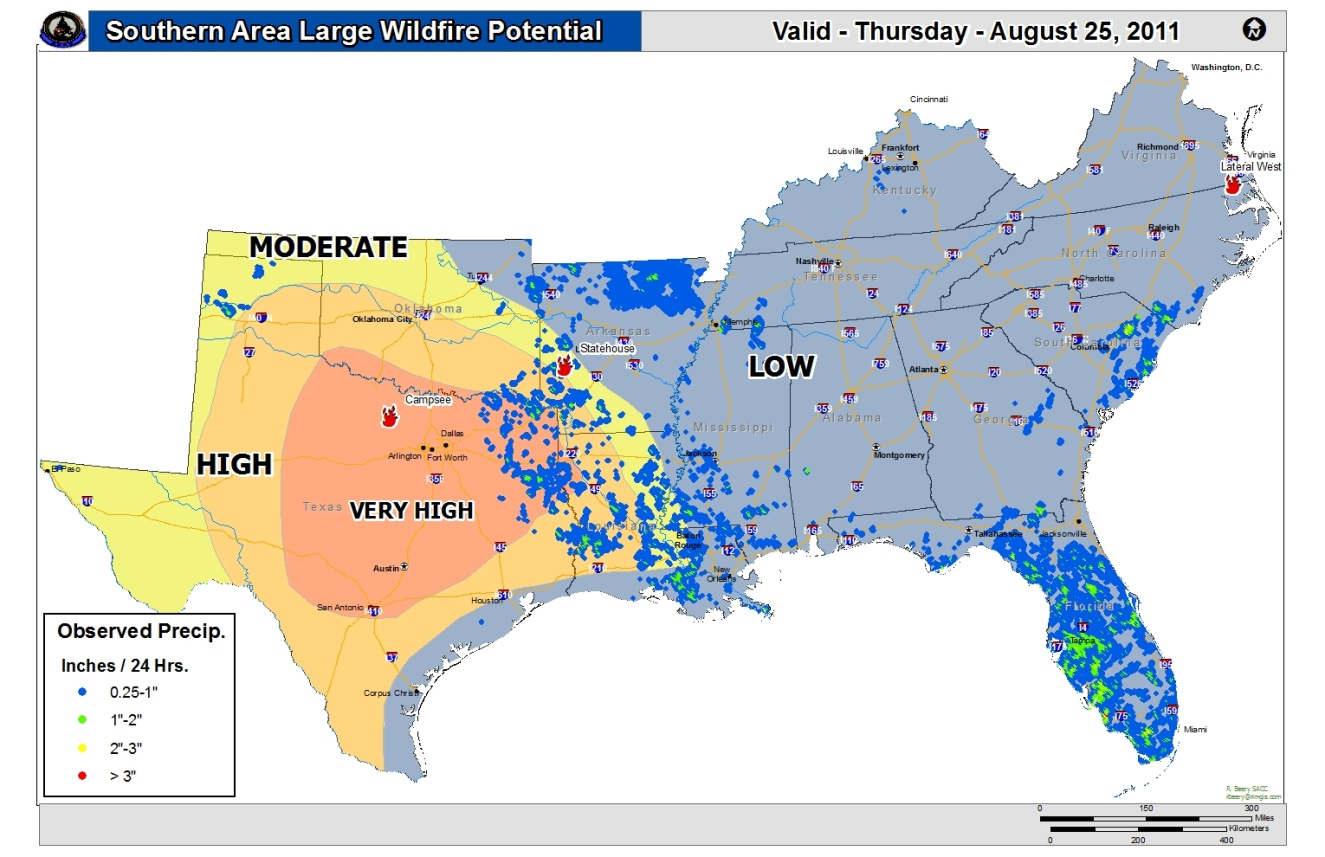 Southern Area Large Wildfire Potential
Valid - Thursday - August 25, 2011
Washington, D.C.
Cincinnati
Louisville
Frankfort
Lexington
Kentucky
Richmond
Virginia
Virginia
Lateral West
MODERATE
Oklahoma
Oklahoma City
Arkansas
Statehouse
Memphis
Nashville
Tennessee
Raleigh
North Carolina
Charlotte
South Carolina
LOW
Atlanta
Campsee
Dallas
Arlington
Fort Worth
Mississippi
Alabama
Georgia
Jackson
Montgomery
HIGH
El Paso
Texas
VERY HIGH
Louisiana
Baton
Rouge
New
Orleans
Tallahassee
Jacksonville
Austin
San Antonio
Houston
Corpus Christi
Florida
Tampa
Miami
Observed Precip.
Inches / 24 Hrs.
0.25-1"
1"-2"
2"-3"
> 3"
R. Beery SACC
0 150 300
Miles
Kilometers
0 200 400